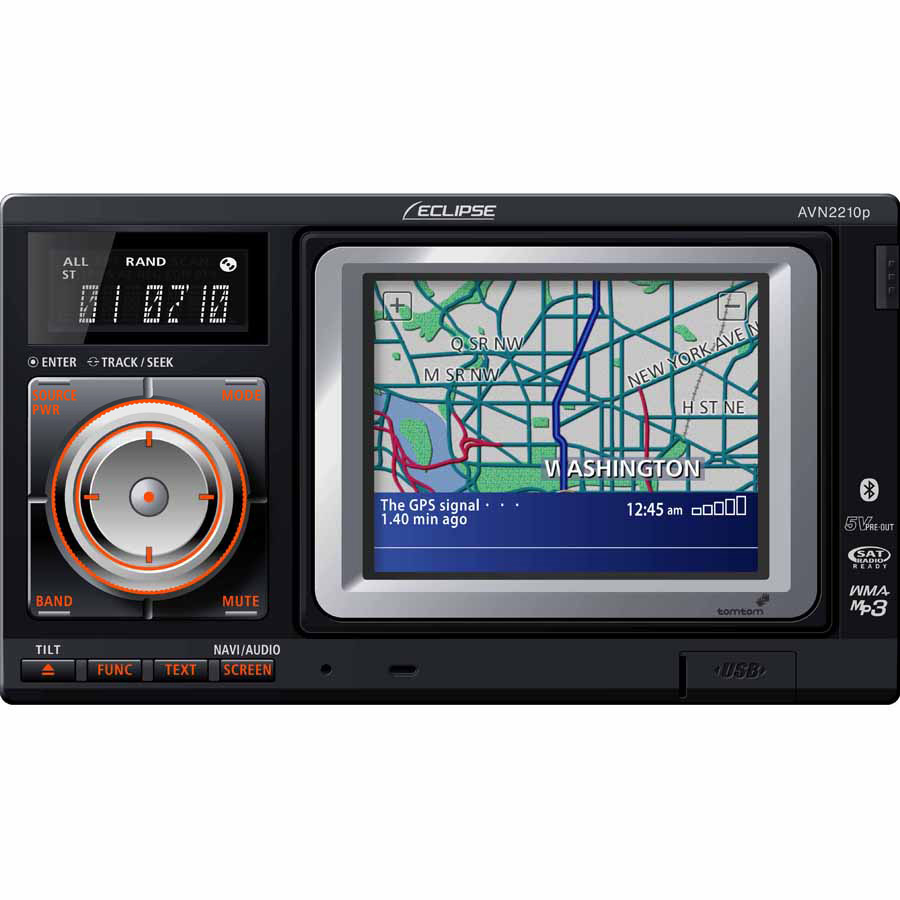 ECLIPSE
AVN2210p
ALL RAND SCAN
ST
01 0710
ENTER TRACK / SEEK
SOURCE MODE
PWR
BAND MUTE
+
−
Q SR NW
M SR NW
NEW YORK AVE N
H ST NE
WASHINGTON
The GPS signal · · ·
1.40 min ago
12:45 am
tomtom
5V PRE-OUT
SAT
RADIO
READY
WMA
MP3
TILT NAVI/AUDIO
FUNC TEXT SCREEN
USB